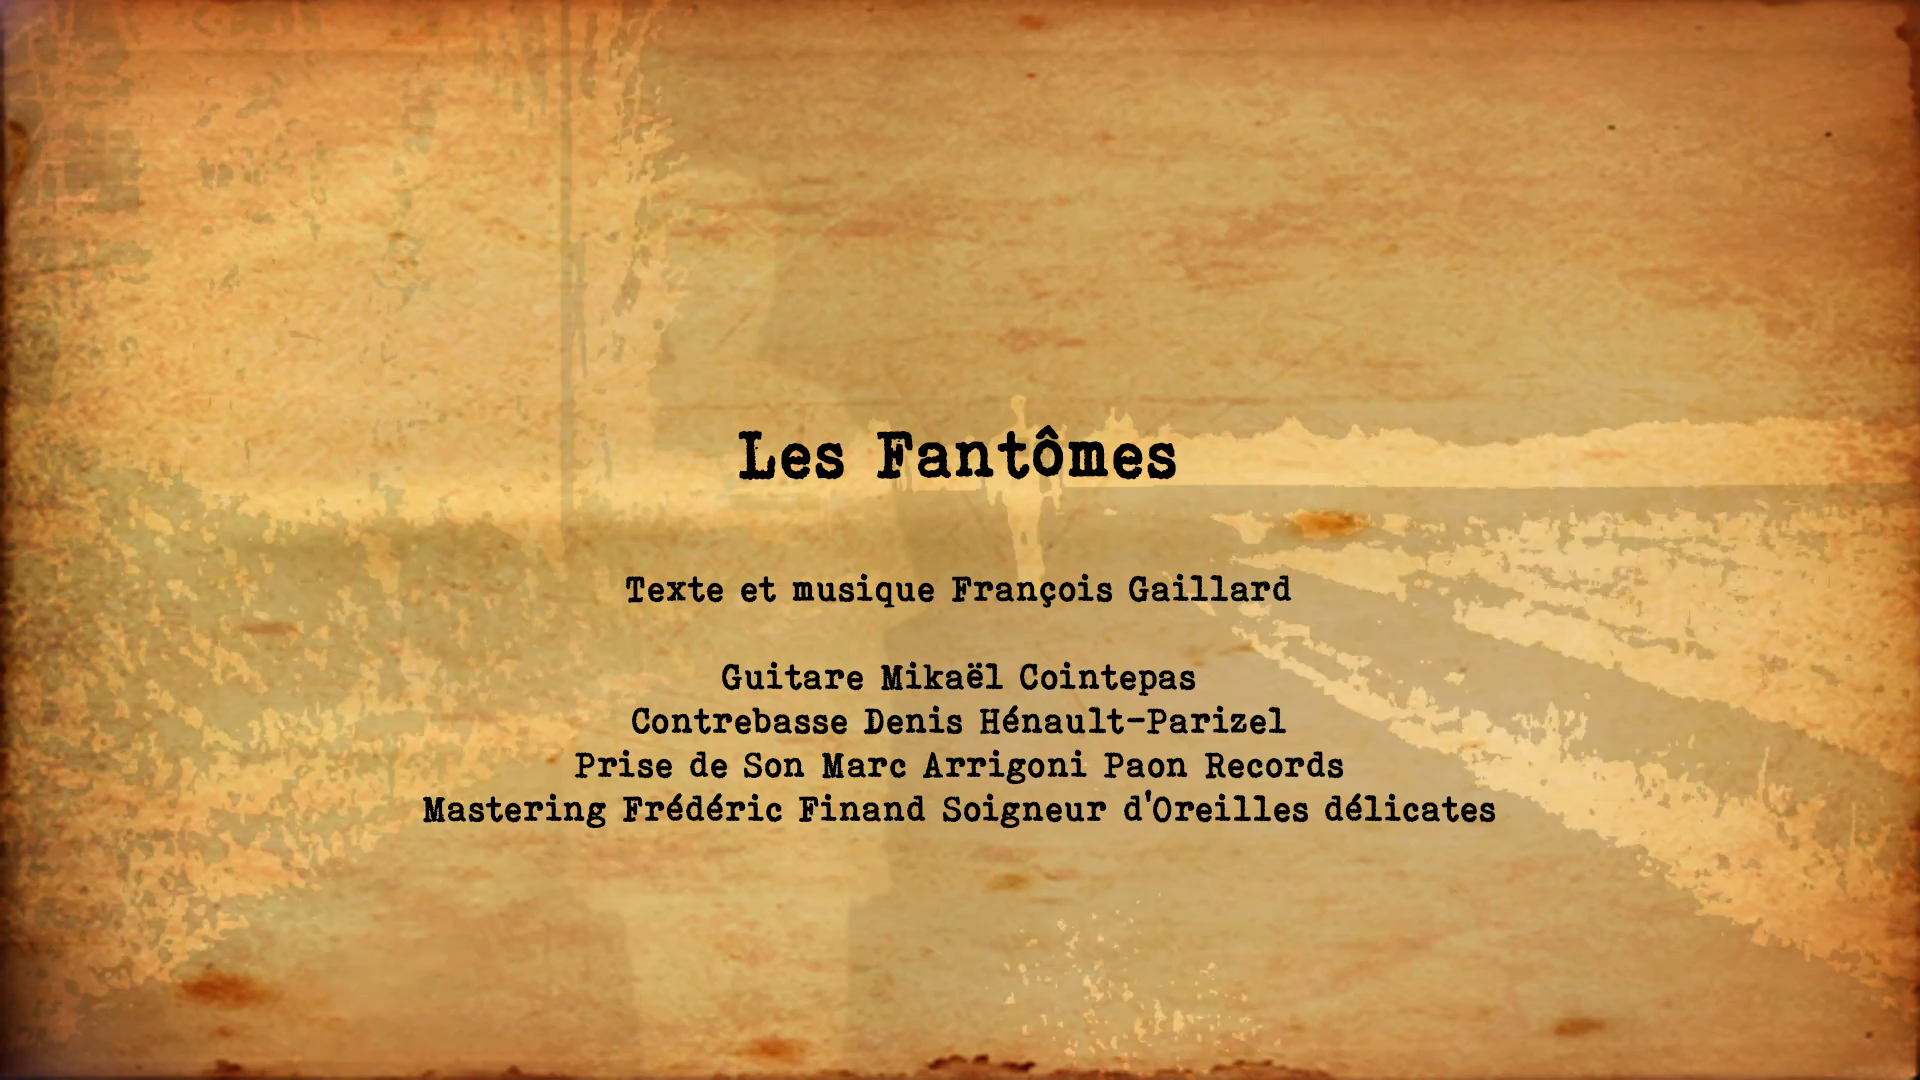 Les Fantômes
Texte et musique François Gaillard
Guitare Mikaël Cointepas
Contrebasse Denis Hénault-Parizel
Prise de Son Marc Arrigoni Paon Records
Mastering Frédéric Finand Soigneur d'Oreilles délicates